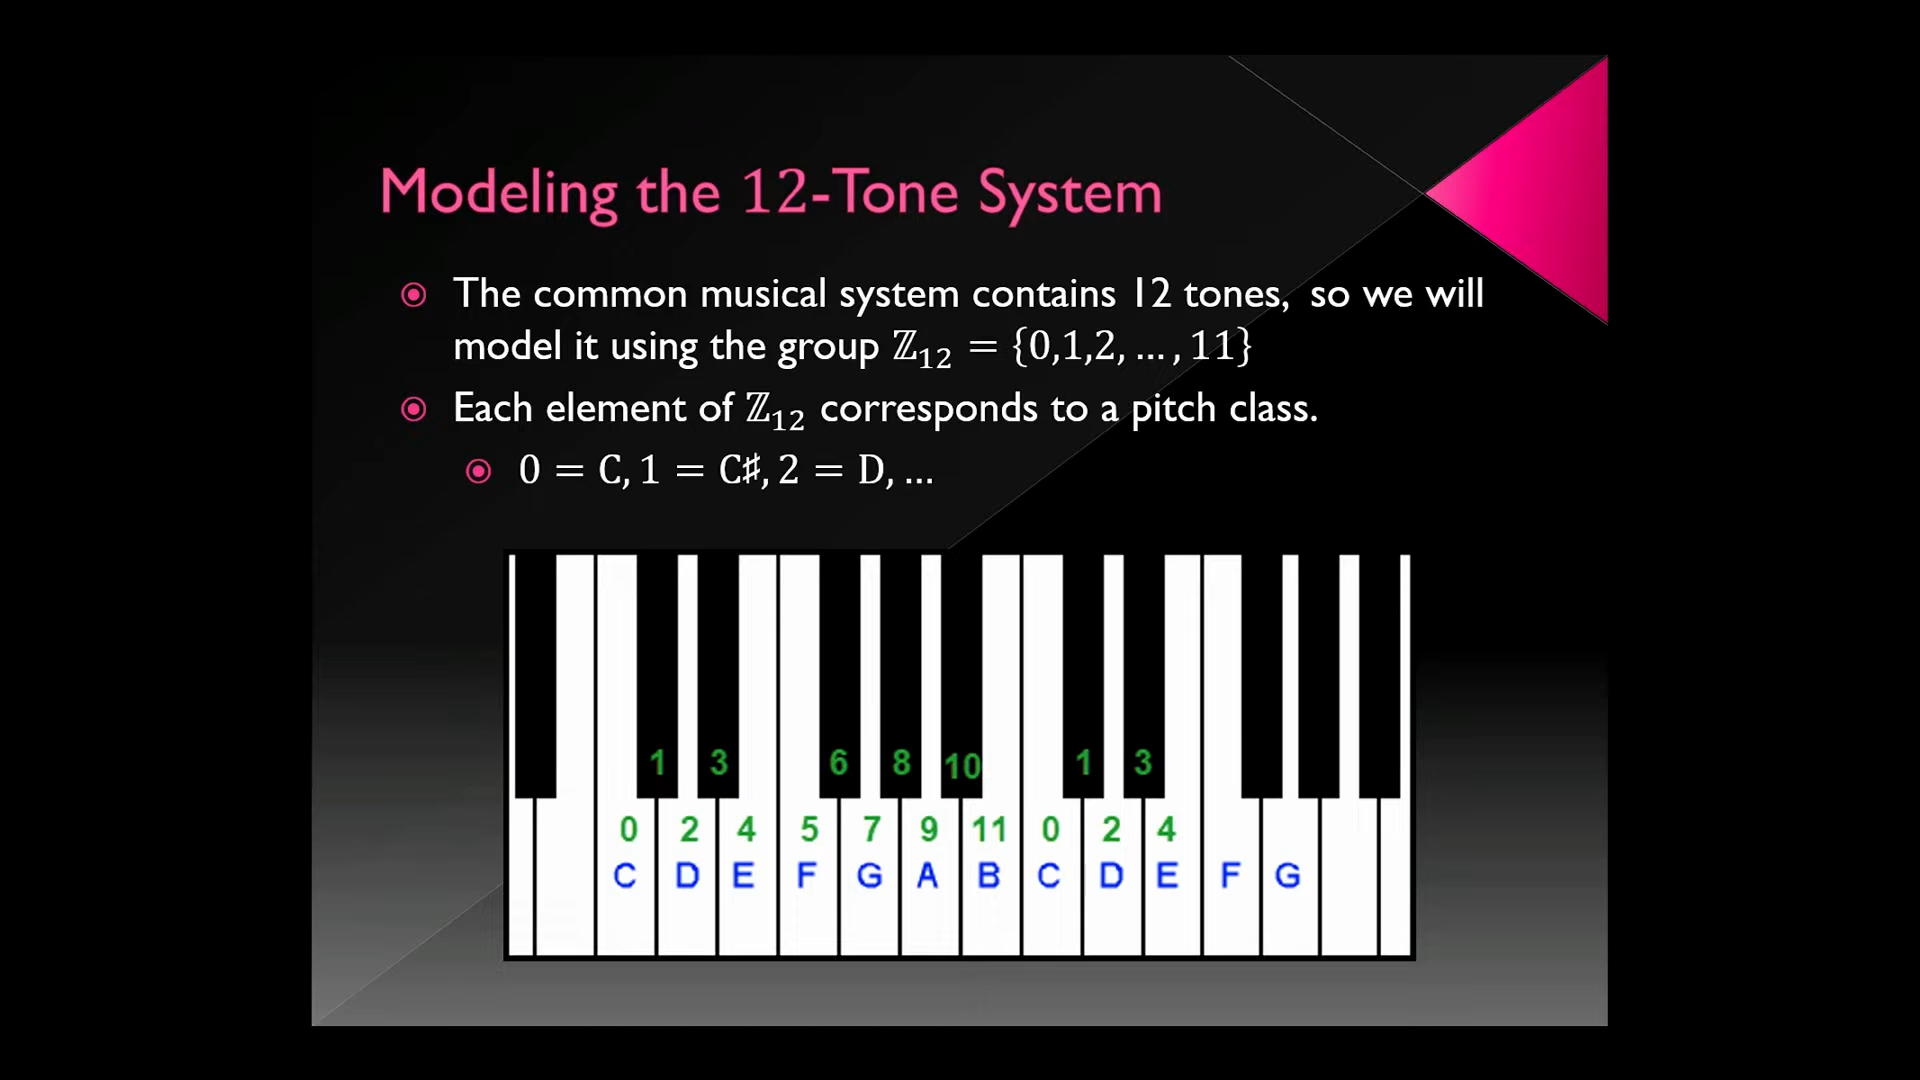 Modeling the 12-Tone System
The common musical system contains 12 tones, so we will
model it using the group ℤ₁₂ = {0,1,2, … , 11}
Each element of ℤ₁₂ corresponds to a pitch class.
0 = C, 1 = C♯, 2 = D, …
1 3 6 8 10 1 3
0 2 4 5 7 9 11 0 2 4
C D E F G A B C D E F G